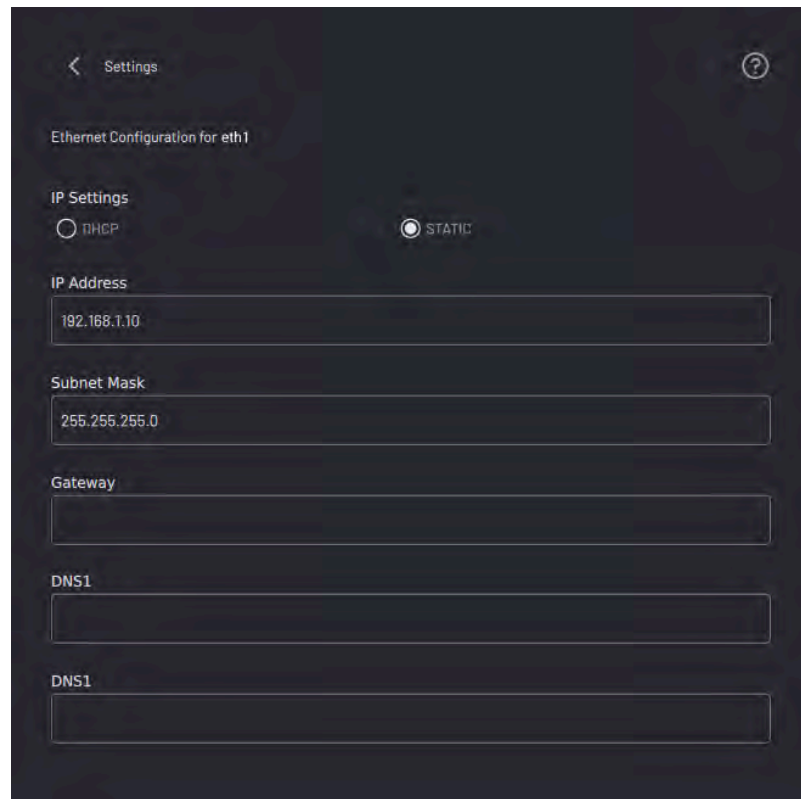 Settings
Ethernet Configuration for eth1
IP Settings
DHCP STATIC
IP Address
192.168.1.10
Subnet Mask
255.255.255.0
Gateway
DNS1
DNS1